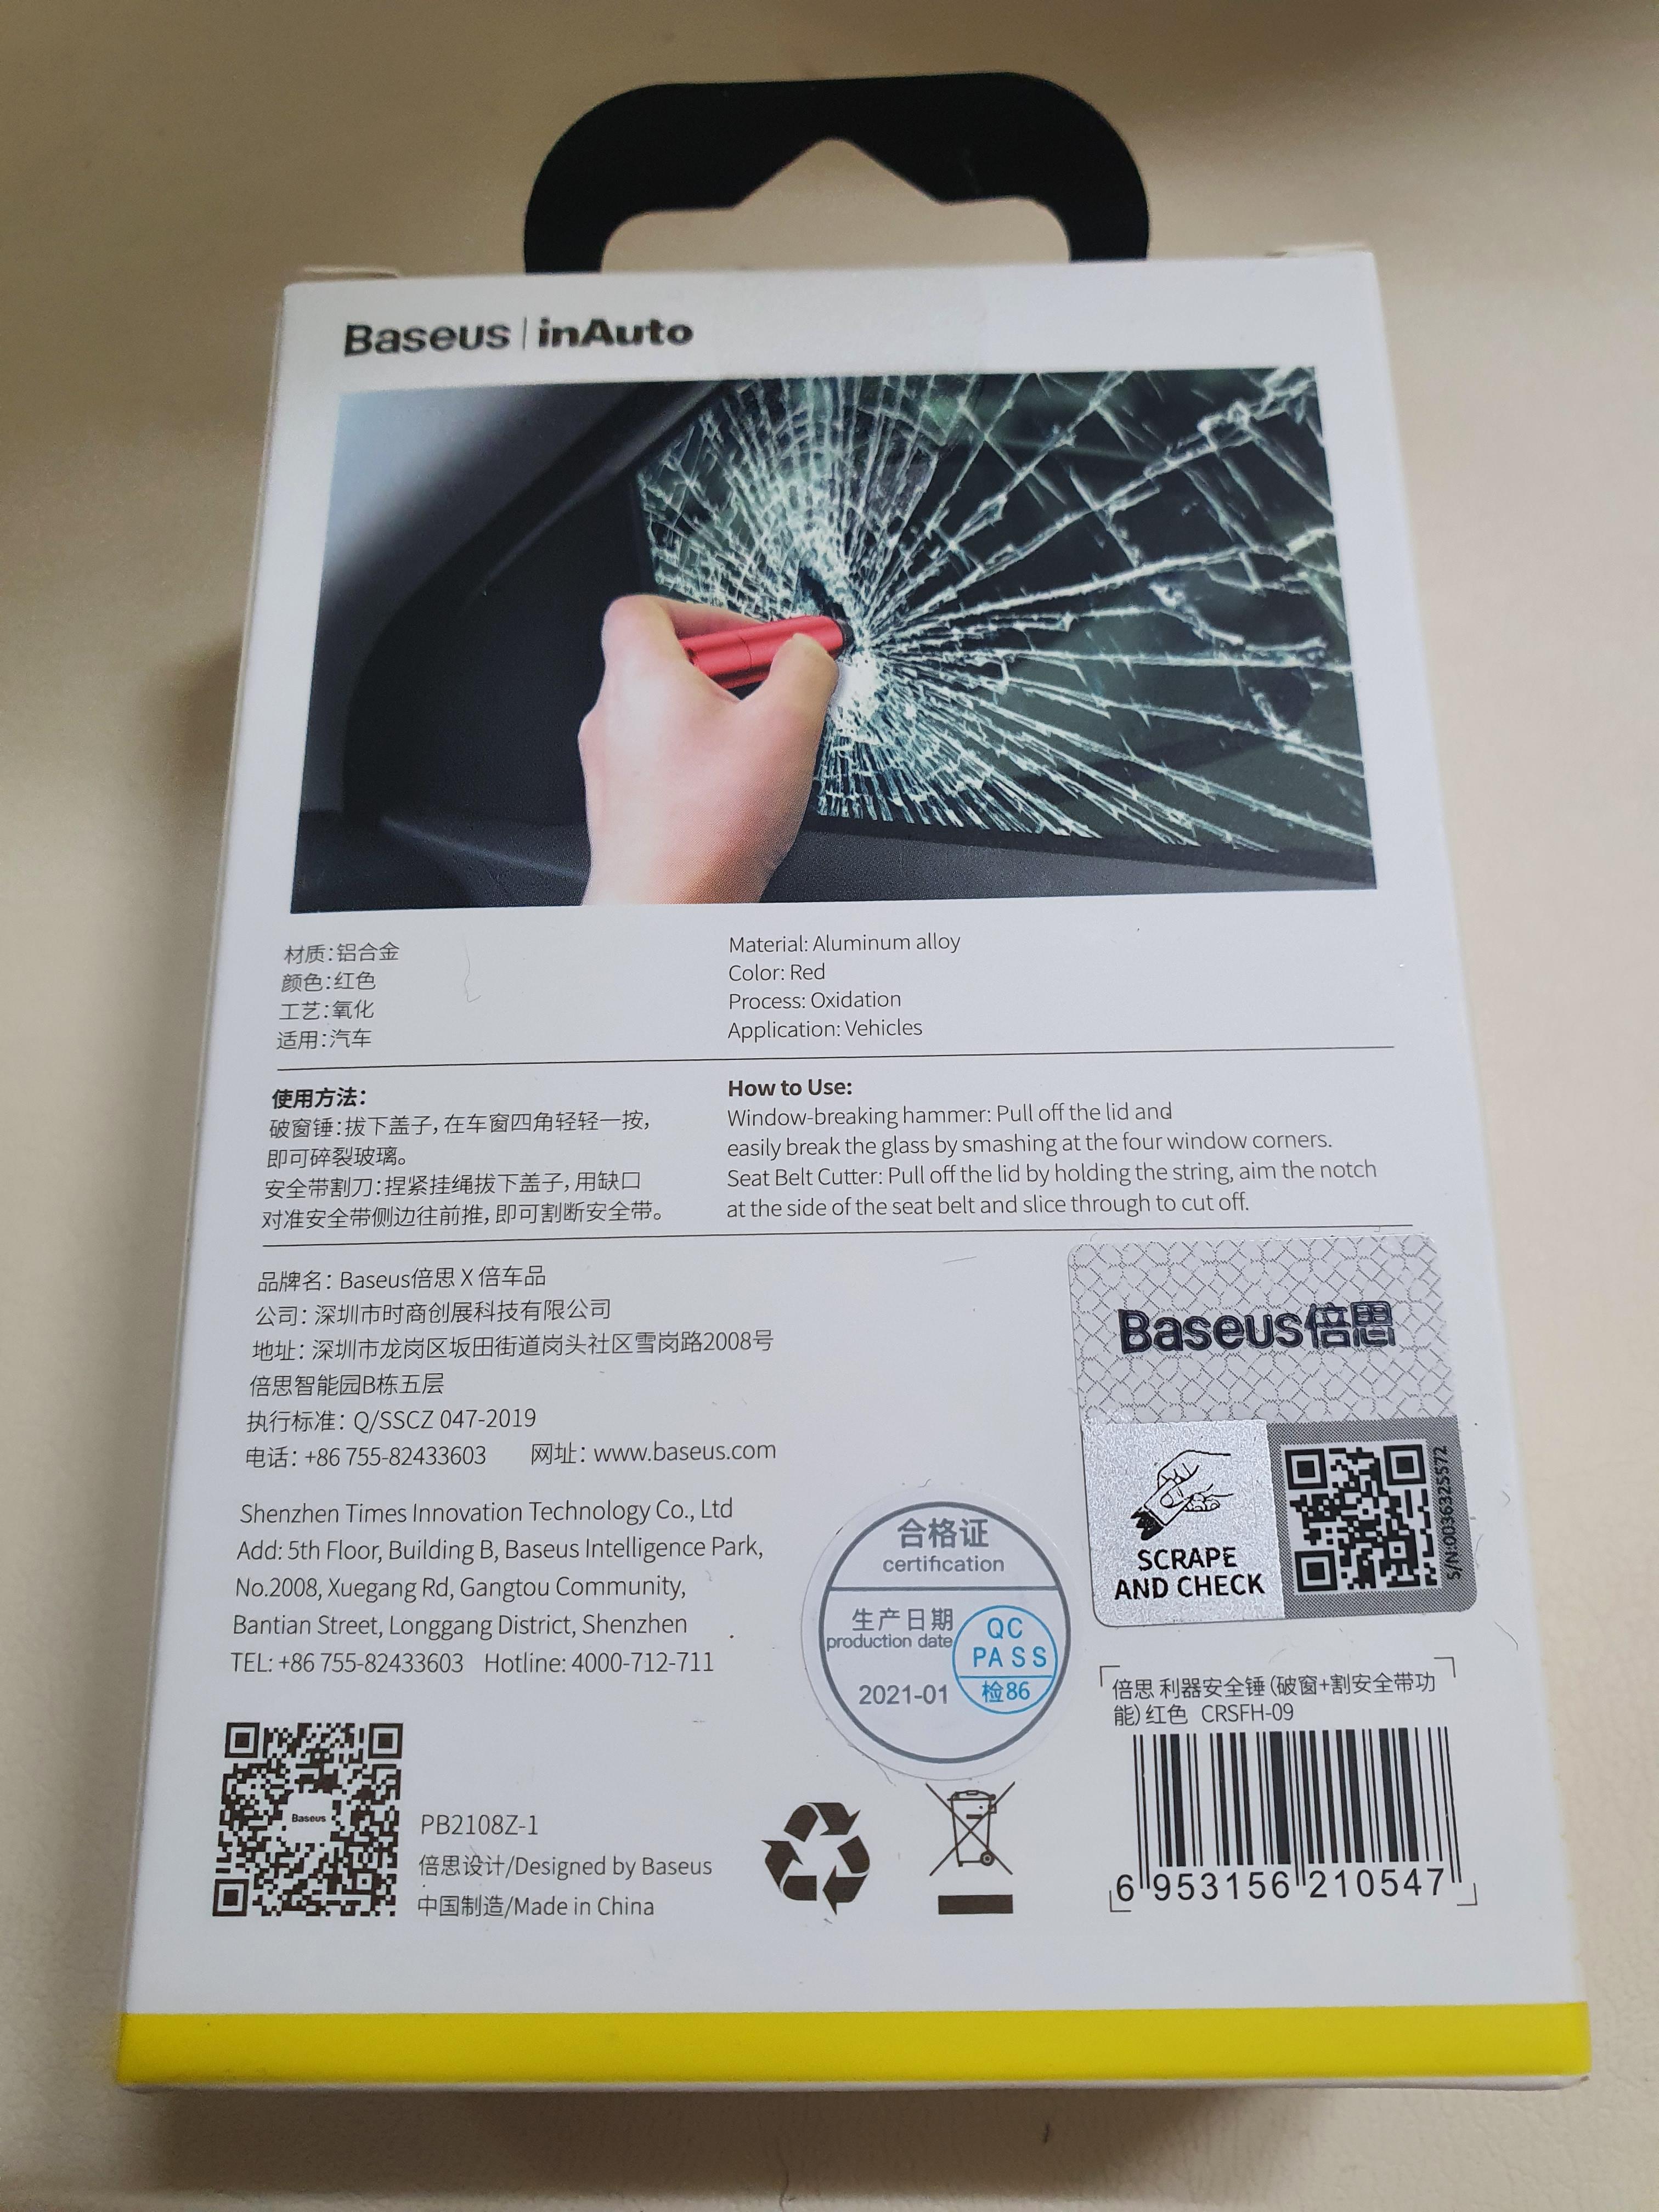 Baseus | inAuto
材质：铝合金
颜色：红色
工艺：氧化
适用：汽车
Material: Aluminum alloy
Color: Red
Process: Oxidation
Application: Vehicles
使用方法：
破窗锤：拔下盖子，在车窗四角轻轻一按，
即可碎裂玻璃。
安全带割刀：捏紧挂绳拔下盖子，用缺口
对准安全带侧边往前推，即可割断安全带。
How to Use:
Window-breaking hammer: Pull off the lid and
easily break the glass by smashing at the four window corners.
Seat Belt Cutter: Pull off the lid by holding the string, aim the notch
at the side of the seat belt and slice through to cut off.
品牌名：Baseus倍思 X 倍车品
公司：深圳市时商创展科技有限公司
地址：深圳市龙岗区坂田街道岗头社区雪岗路2008号
倍思智能园B栋五层
执行标准：Q/SSCZ 047-2019
电话：+86 755-82433603 网址：www.baseus.com
Shenzhen Times Innovation Technology Co., Ltd
Add: 5th Floor, Building B, Baseus Intelligence Park,
No.2008, Xuegang Rd, Gangtou Community,
Bantian Street, Longgang District, Shenzhen
TEL: +86 755-82433603 Hotline: 4000-712-711
Baseus倍思
SCRAPE
AND CHECK
S/N:0036325572
合格证
certification
生产日期
production date
2021-01
QC
PASS
检86
倍思 利器安全锤（破窗+割安全带功
能）红色 CRSFH-09
6 953156 210547
Baseus
PB2108Z-1
倍思设计/Designed by Baseus
中国制造/Made in China